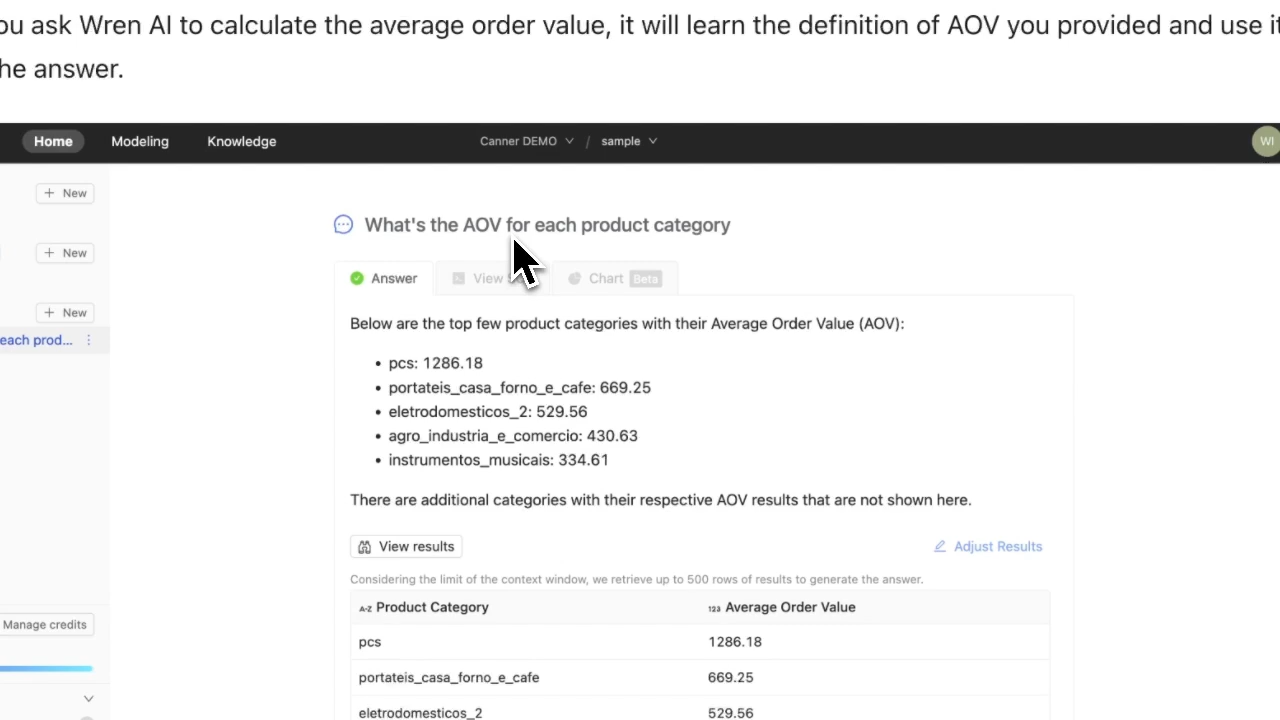 ou ask Wren AI to calculate the average order value, it will learn the definition of AOV you provided and use it
he answer.
Home Modeling Knowledge Canner DEMO / sample WI
+ New
What's the AOV for each product category
+ New
Answer View Chart Beta
+ New
Below are the top few product categories with their Average Order Value (AOV):
each prod...
• pcs: 1286.18
• portateis_casa_forno_e_cafe: 669.25
• eletrodomesticos_2: 529.56
• agro_industria_e_comercio: 430.63
• instrumentos_musicais: 334.61
There are additional categories with their respective AOV results that are not shown here.
View results Adjust Results
Considering the limit of the context window, we retrieve up to 500 rows of results to generate the answer.
A-Z Product Category 123 Average Order Value
Manage credits
pcs 1286.18
portateis_casa_forno_e_cafe 669.25
eletrodomesticos_2 529.56